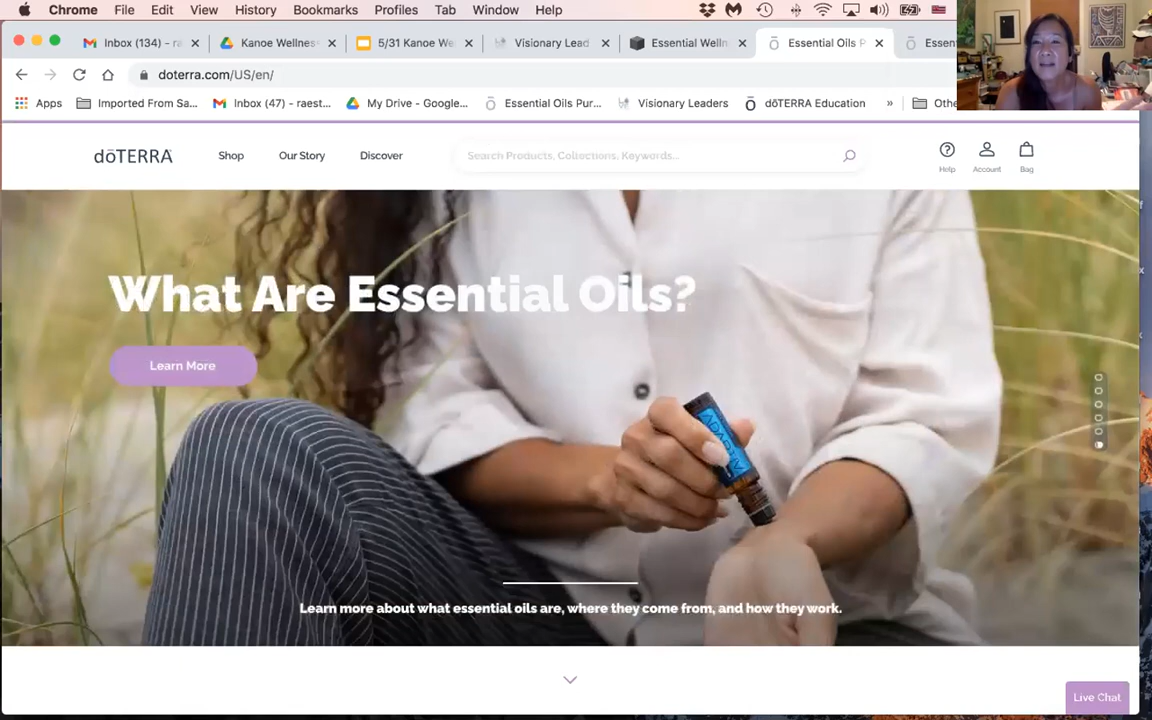 Chrome File Edit View History Bookmarks Profiles Tab Window Help
Inbox (134) - ra
Kanoe Wellness
5/31 Kanoe We
Visionary Lead
Essential Welln
Essential Oils P
Essen
doterra.com/US/en/
Apps
Imported From Sa...
Inbox (47) - raest...
My Drive - Google...
Essential Oils Pur...
Visionary Leaders
dōTERRA Education
»
Othe
dōTERRA
Shop
Our Story
Discover
Search Products, Collections, Keywords...
Help
Account
Bag
What Are Essential Oils?
Learn More
ADAPTIV
Learn more about what essential oils are, where they come from, and how they work.
Live Chat